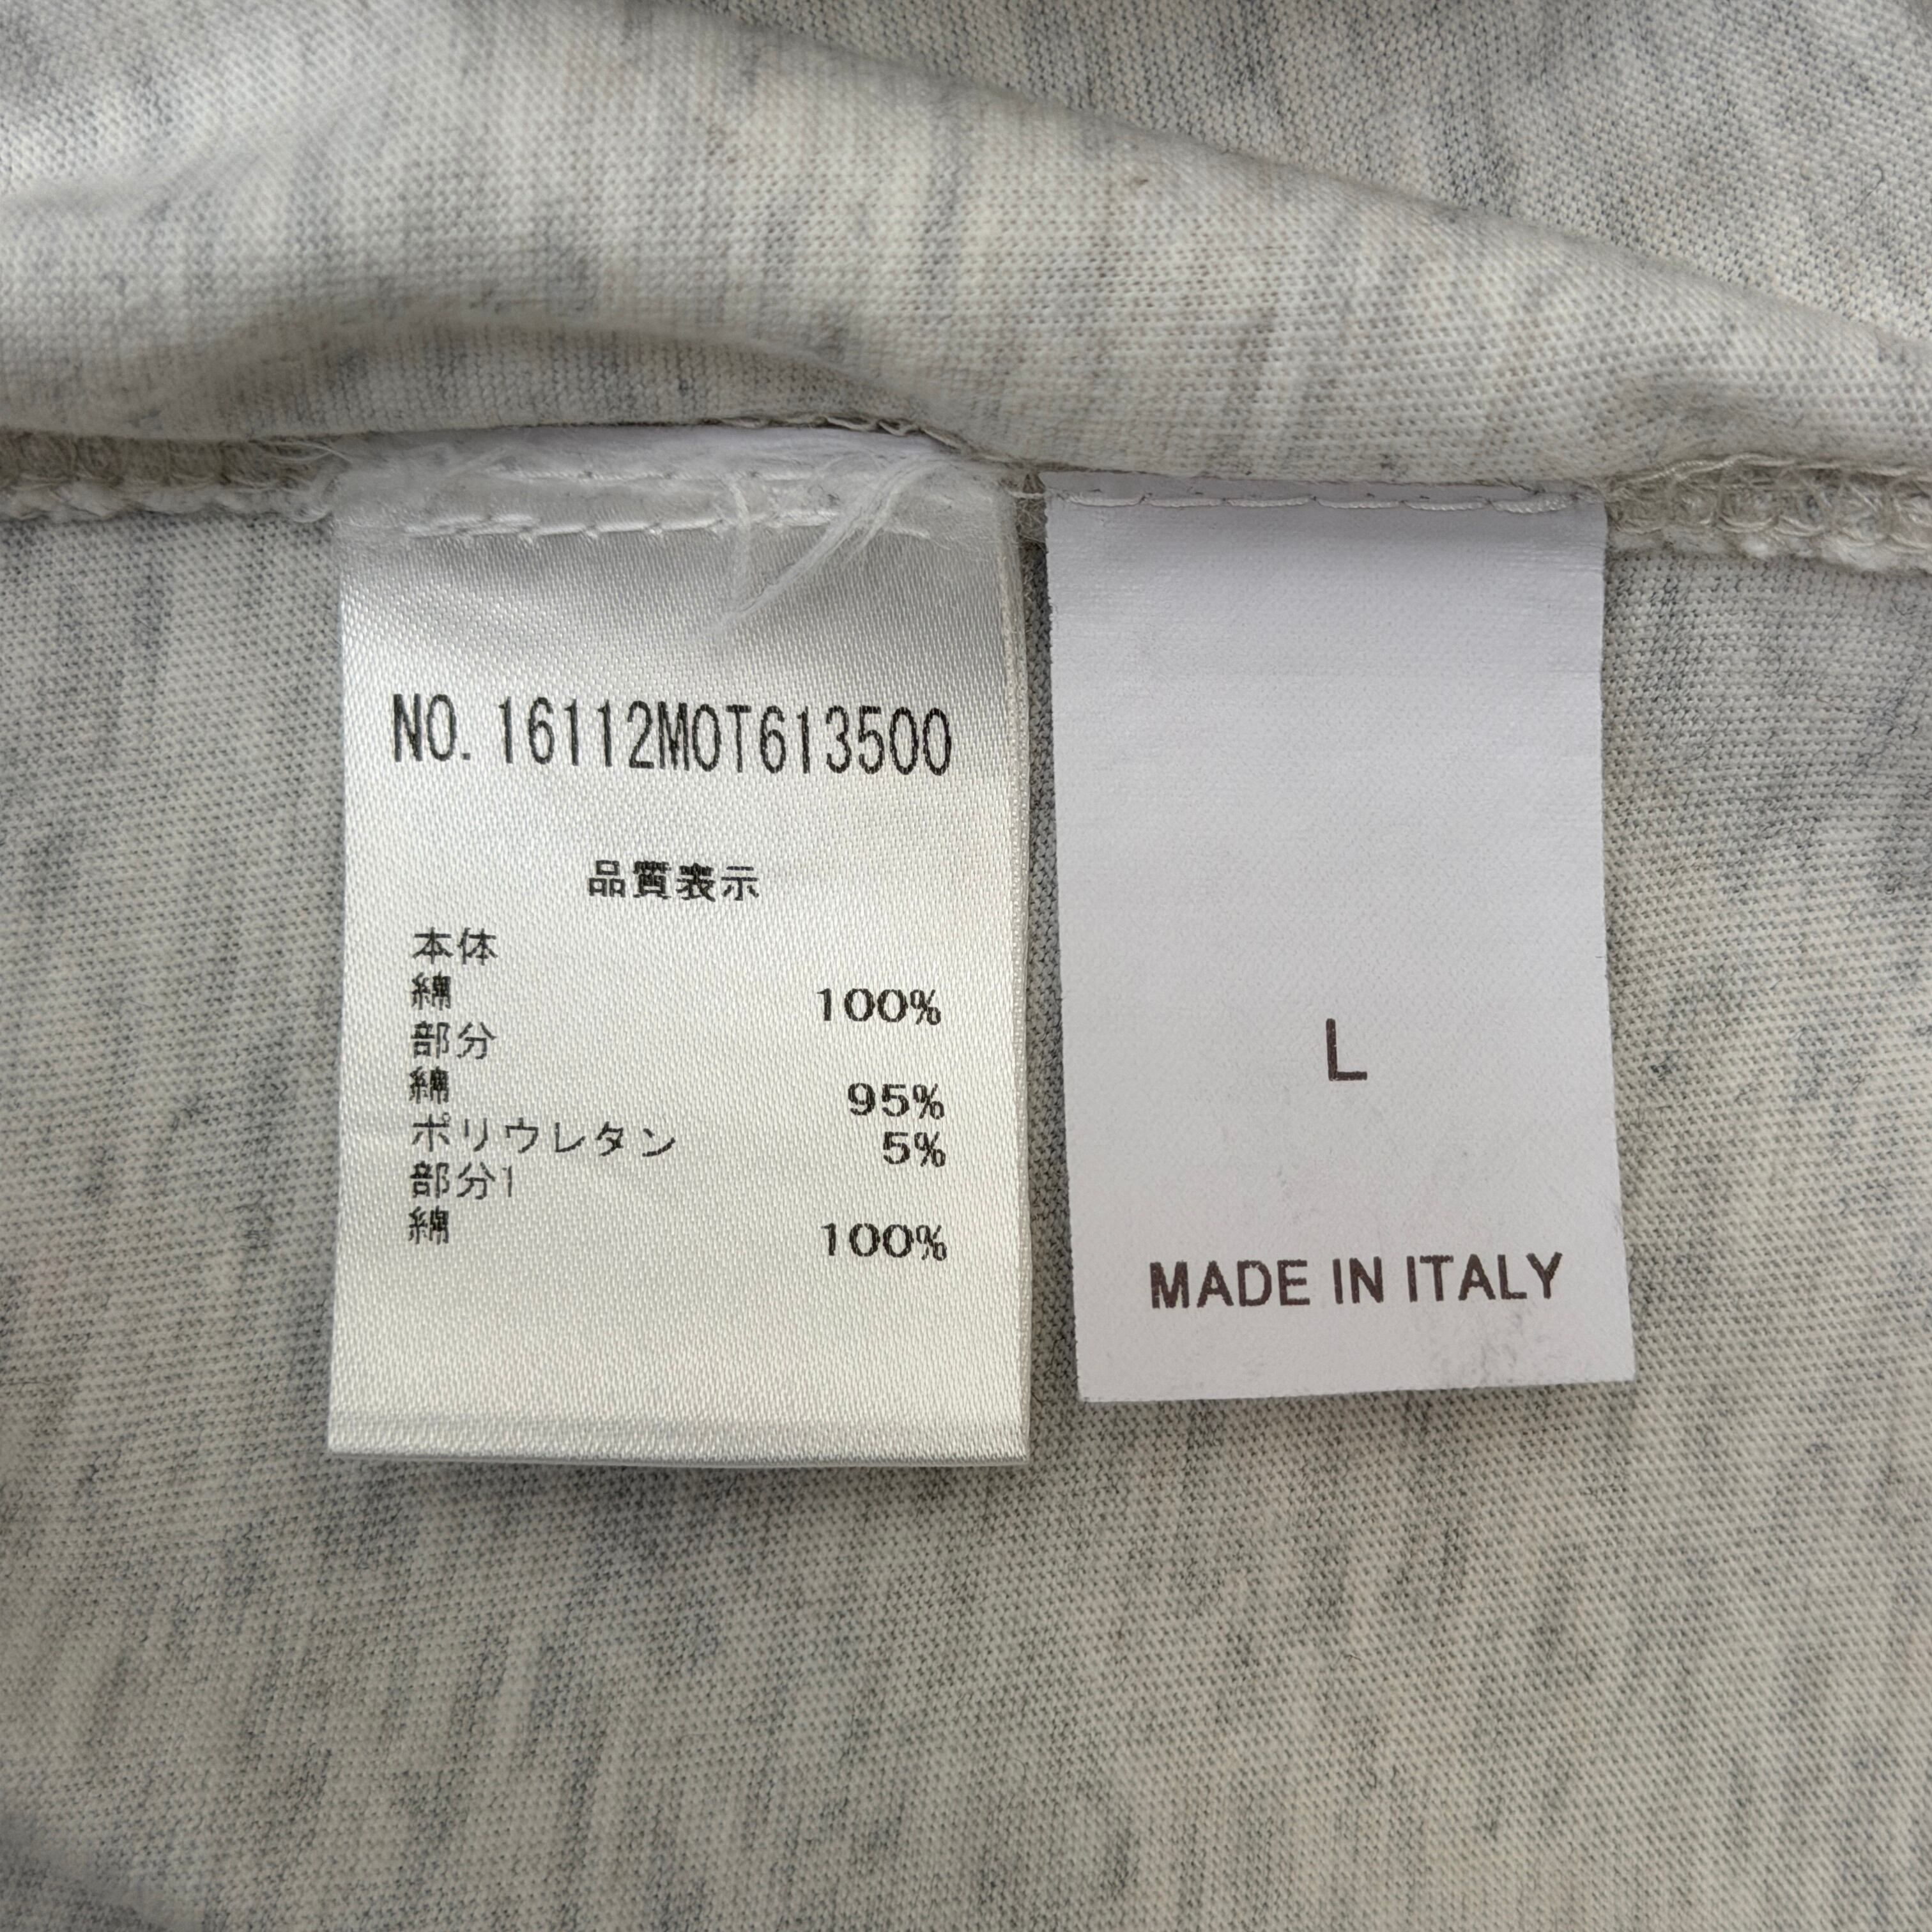 NO. 16112MOT613500
品質表示
本体
綿 100%
部分
綿 95%
ポリウレタン 5%
部分1
綿 100%
L
MADE IN ITALY